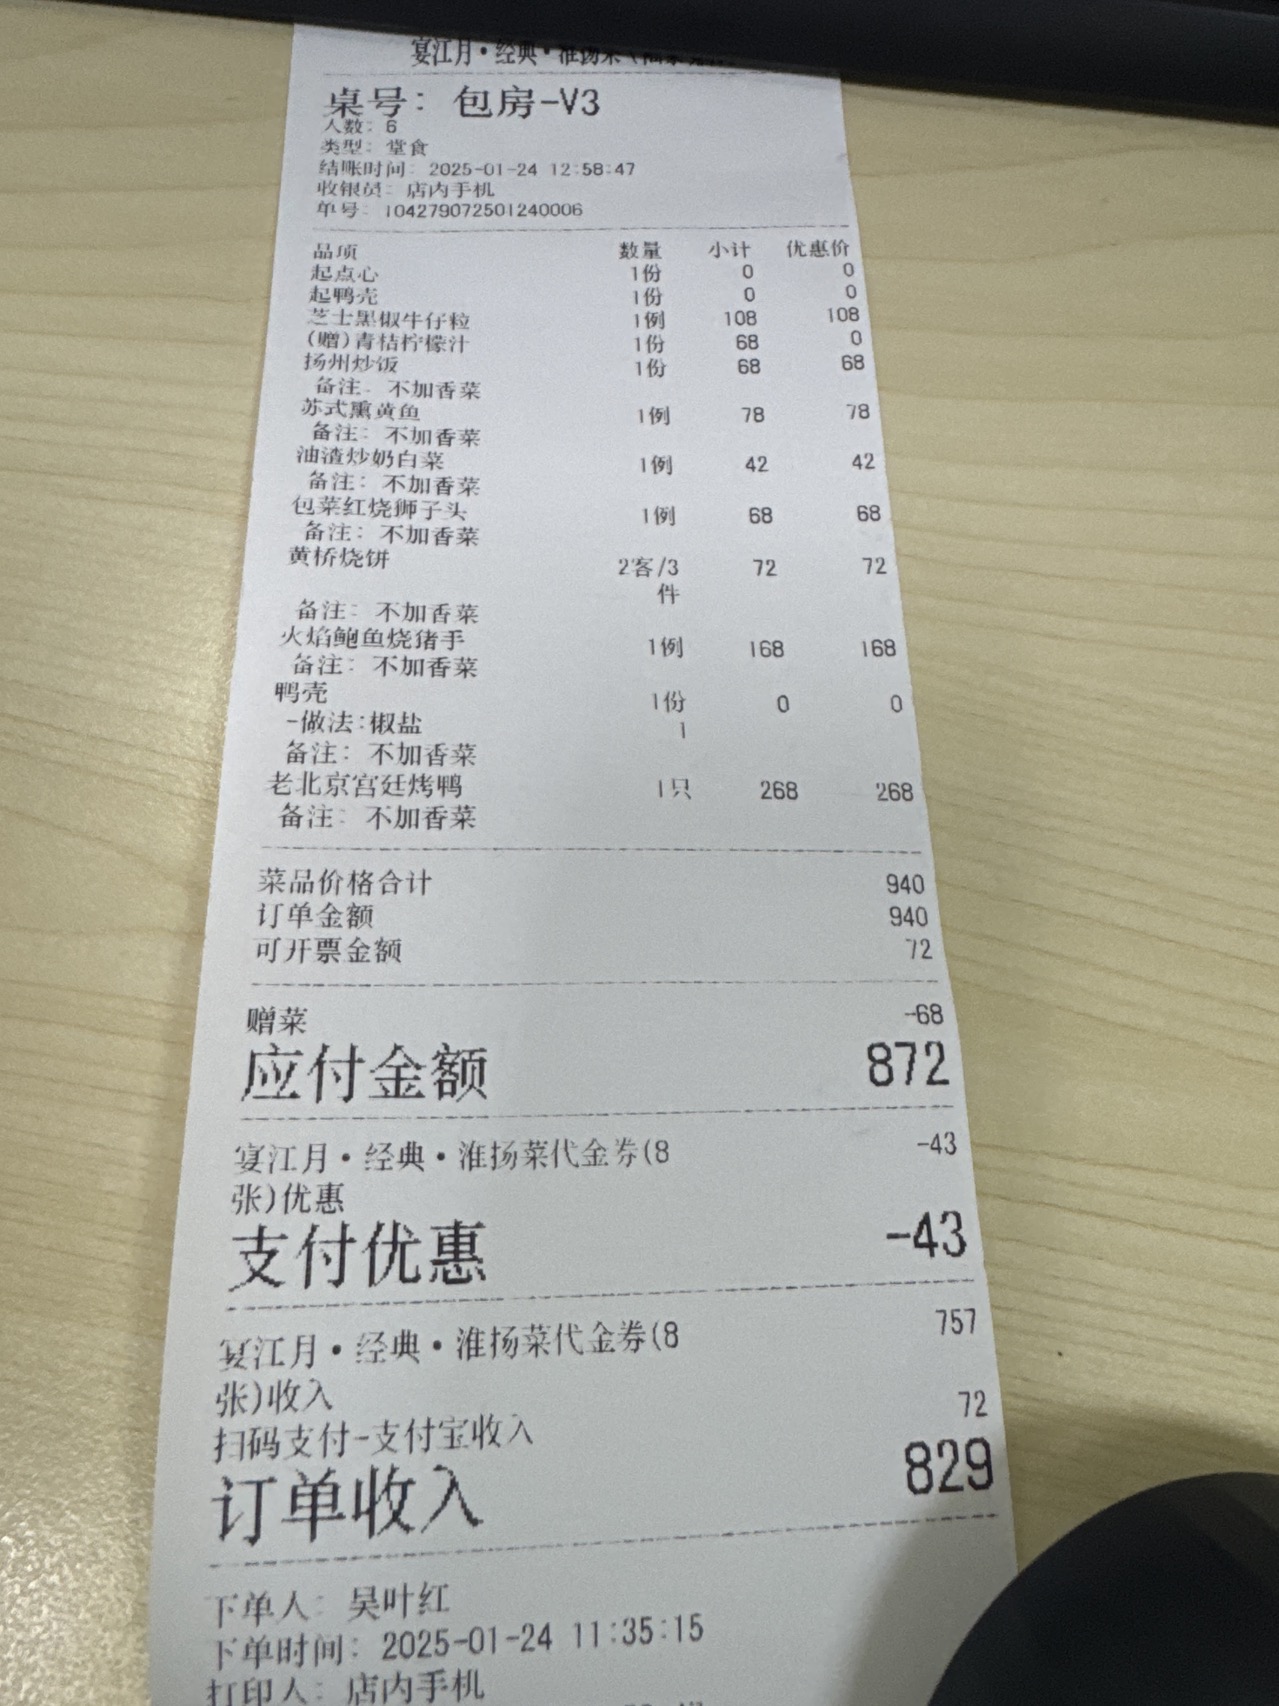 宴江月·经典·淮扬菜(
桌号: 包房-V3
人数: 6
类型: 堂食
结账时间: 2025-01-24 12:58:47
收银员: 店内手机
单号: 104279072501240006
品项 数量 小计 优惠价
起点心 1份 0 0
起鸭壳 1份 0 0
芝士黑椒牛仔粒 1例 108 108
(赠)青桔柠檬汁 1份 68 0
扬州炒饭 1份 68 68
备注: 不加香菜
苏式熏黄鱼 1例 78 78
备注: 不加香菜
油渣炒奶白菜 1例 42 42
备注: 不加香菜
包菜红烧狮子头 1例 68 68
备注: 不加香菜
黄桥烧饼 2客/3 72 72
件
备注: 不加香菜
火焰鲍鱼烧猪手 1例 168 168
备注: 不加香菜
鸭壳 1份 0 0
-做法:椒盐 1
备注: 不加香菜
老北京宫廷烤鸭 1只 268 268
备注: 不加香菜
菜品价格合计 940
订单金额 940
可开票金额 72
赠菜 -68
应付金额 872
宴江月·经典·淮扬菜代金券(8 -43
张)优惠
支付优惠 -43
宴江月·经典·淮扬菜代金券(8 757
张)收入
扫码支付-支付宝收入 72
订单收入 829
下单人: 吴叶红
下单时间: 2025-01-24 11:35:15
打印人: 店内手机